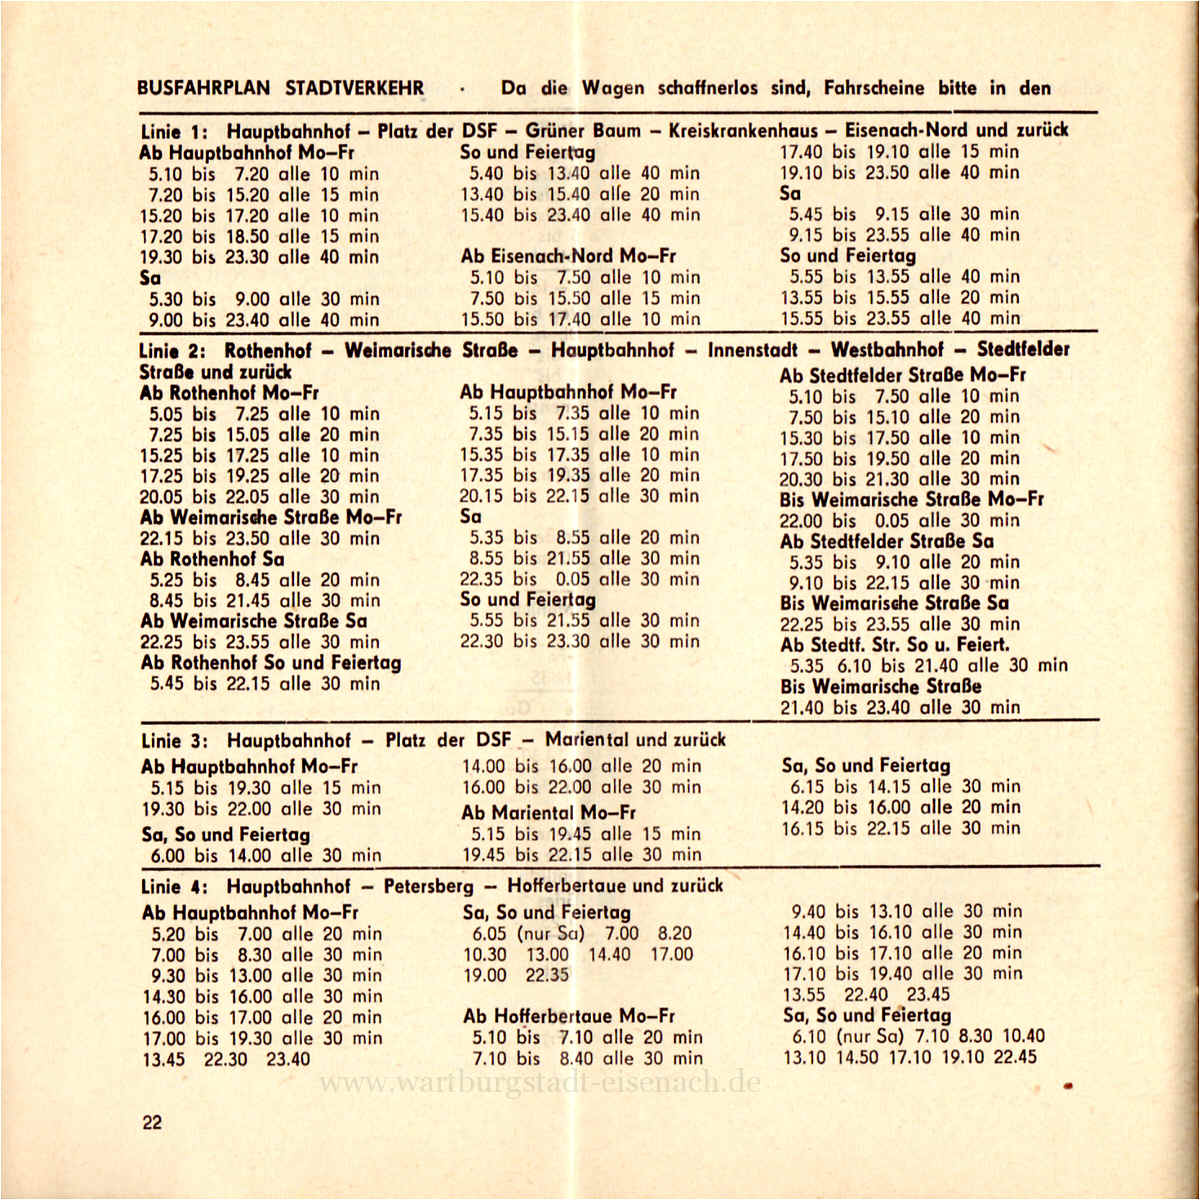 BUSFAHRPLAN STADTVERKEHR · Da die Wagen schaffnerlos sind, Fahrscheine bitte in den
Linie 1: Hauptbahnhof – Platz der DSF – Grüner Baum – Kreiskrankenhaus – Eisenach-Nord und zurück
Ab Hauptbahnhof Mo–Fr
5.10 bis 7.20 alle 10 min
7.20 bis 15.20 alle 15 min
15.20 bis 17.20 alle 10 min
17.20 bis 18.50 alle 15 min
19.30 bis 23.30 alle 40 min
Sa
5.30 bis 9.00 alle 30 min
9.00 bis 23.40 alle 40 min
So und Feiertag
5.40 bis 13.40 alle 40 min
13.40 bis 15.40 alle 20 min
15.40 bis 23.40 alle 40 min
Ab Eisenach-Nord Mo–Fr
5.10 bis 7.50 alle 10 min
7.50 bis 15.50 alle 15 min
15.50 bis 17.40 alle 10 min
17.40 bis 19.10 alle 15 min
19.10 bis 23.50 alle 40 min
Sa
5.45 bis 9.15 alle 30 min
9.15 bis 23.55 alle 40 min
So und Feiertag
5.55 bis 13.55 alle 40 min
13.55 bis 15.55 alle 20 min
15.55 bis 23.55 alle 40 min
Linie 2: Rothenhof – Weimarische Straße – Hauptbahnhof – Innenstadt – Westbahnhof – Stedtfelder
Straße und zurück
Ab Rothenhof Mo–Fr
5.05 bis 7.25 alle 10 min
7.25 bis 15.05 alle 20 min
15.25 bis 17.25 alle 10 min
17.25 bis 19.25 alle 20 min
20.05 bis 22.05 alle 30 min
Ab Weimarische Straße Mo–Fr
22.15 bis 23.50 alle 30 min
Ab Rothenhof Sa
5.25 bis 8.45 alle 20 min
8.45 bis 21.45 alle 30 min
Ab Weimarische Straße Sa
22.25 bis 23.55 alle 30 min
Ab Rothenhof So und Feiertag
5.45 bis 22.15 alle 30 min
Ab Hauptbahnhof Mo–Fr
5.15 bis 7.35 alle 10 min
7.35 bis 15.15 alle 20 min
15.35 bis 17.35 alle 10 min
17.35 bis 19.35 alle 20 min
20.15 bis 22.15 alle 30 min
Sa
5.35 bis 8.55 alle 20 min
8.55 bis 21.55 alle 30 min
22.35 bis 0.05 alle 30 min
So und Feiertag
5.55 bis 21.55 alle 30 min
22.30 bis 23.30 alle 30 min
Ab Stedtfelder Straße Mo–Fr
5.10 bis 7.50 alle 10 min
7.50 bis 15.10 alle 20 min
15.30 bis 17.50 alle 10 min
17.50 bis 19.50 alle 20 min
20.30 bis 21.30 alle 30 min
Bis Weimarische Straße Mo–Fr
22.00 bis 0.05 alle 30 min
Ab Stedtfelder Straße Sa
5.35 bis 9.10 alle 20 min
9.10 bis 22.15 alle 30 min
Bis Weimarische Straße Sa
22.25 bis 23.55 alle 30 min
Ab Stedtf. Str. So u. Feiert.
5.35 6.10 bis 21.40 alle 30 min
Bis Weimarische Straße
21.40 bis 23.40 alle 30 min
Linie 3: Hauptbahnhof – Platz der DSF – Mariental und zurück
Ab Hauptbahnhof Mo–Fr
5.15 bis 19.30 alle 15 min
19.30 bis 22.00 alle 30 min
Sa, So und Feiertag
6.00 bis 14.00 alle 30 min
14.00 bis 16.00 alle 20 min
16.00 bis 22.00 alle 30 min
Ab Mariental Mo–Fr
5.15 bis 19.45 alle 15 min
19.45 bis 22.15 alle 30 min
Sa, So und Feiertag
6.15 bis 14.15 alle 30 min
14.20 bis 16.00 alle 20 min
16.15 bis 22.15 alle 30 min
Linie 4: Hauptbahnhof – Petersberg – Hofferbertaue und zurück
Ab Hauptbahnhof Mo–Fr
5.20 bis 7.00 alle 20 min
7.00 bis 8.30 alle 30 min
9.30 bis 13.00 alle 30 min
14.30 bis 16.00 alle 30 min
16.00 bis 17.00 alle 20 min
17.00 bis 19.30 alle 30 min
13.45 22.30 23.40
Sa, So und Feiertag
6.05 (nur Sa) 7.00 8.20
10.30 13.00 14.40 17.00
19.00 22.35
Ab Hofferbertaue Mo–Fr
5.10 bis 7.10 alle 20 min
7.10 bis 8.40 alle 30 min
9.40 bis 13.10 alle 30 min
14.40 bis 16.10 alle 30 min
16.10 bis 17.10 alle 20 min
17.10 bis 19.40 alle 30 min
13.55 22.40 23.45
Sa, So und Feiertag
6.10 (nur Sa) 7.10 8.30 10.40
13.10 14.50 17.10 19.10 22.45
www.wartburgstadt-eisenach.de
22